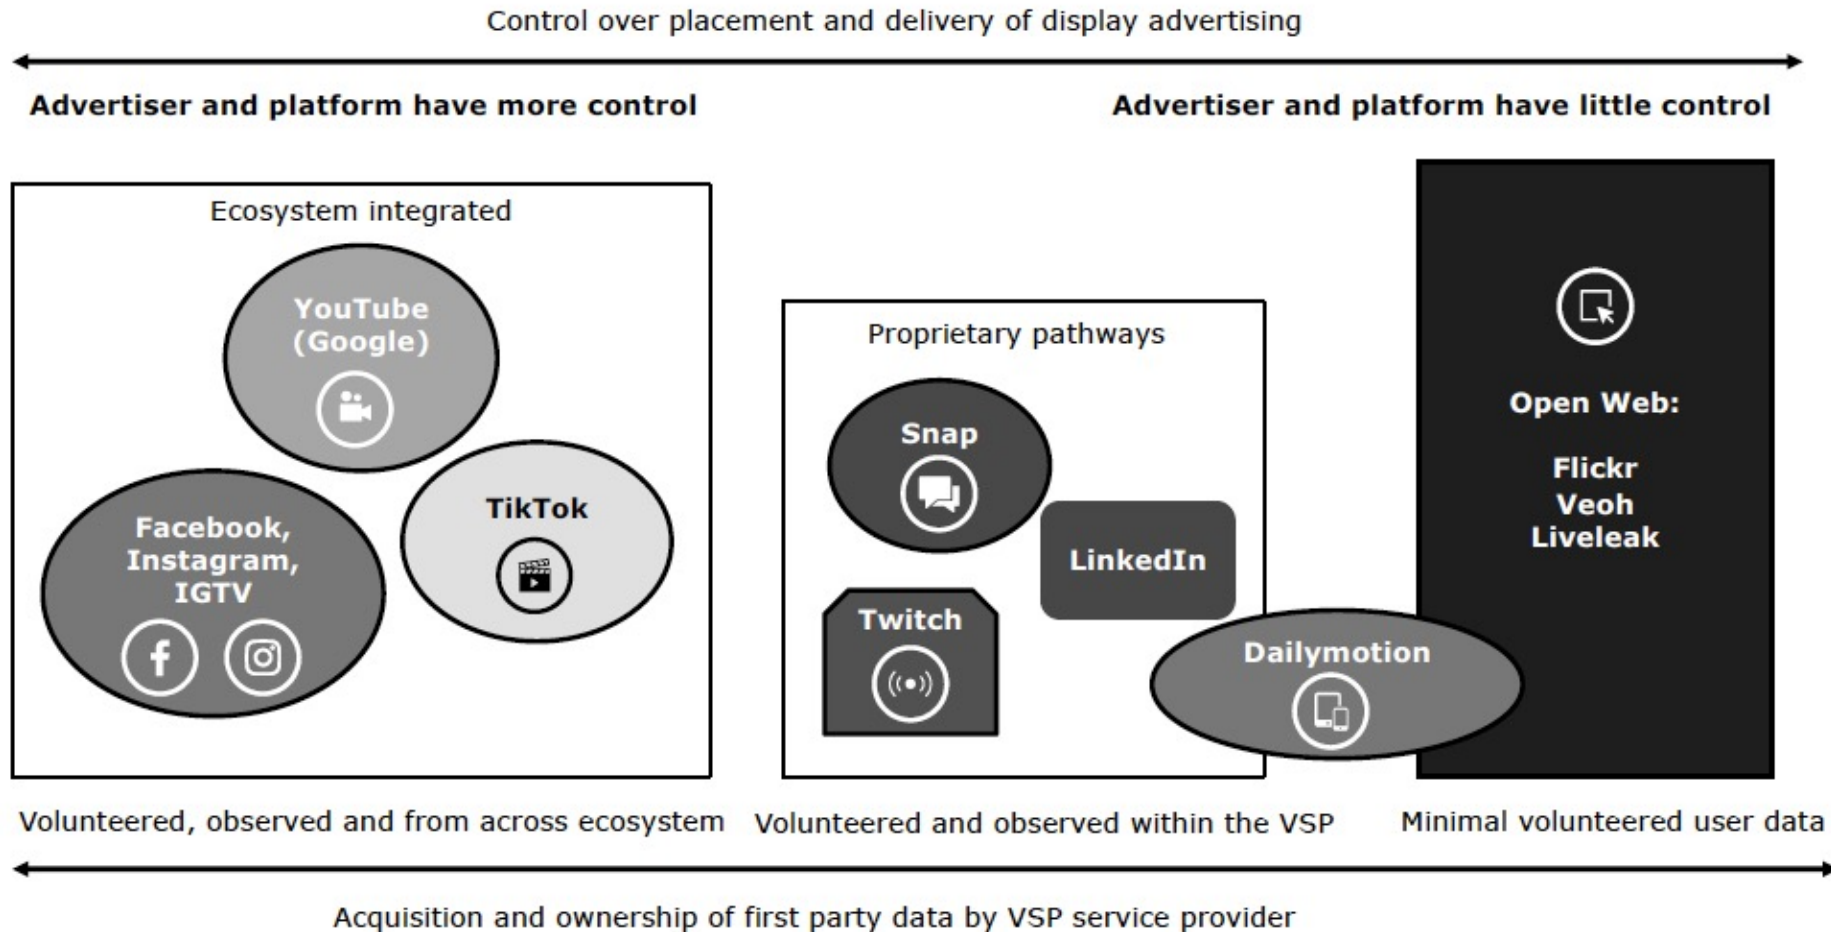 Control over placement and delivery of display advertising
Advertiser and platform have more control
Advertiser and platform have little control
Ecosystem integrated
YouTube
(Google)
TikTok
Facebook,
Instagram,
IGTV
Proprietary pathways
Snap
LinkedIn
Twitch
Dailymotion
Open Web:
Flickr
Veoh
Liveleak
Volunteered, observed and from across ecosystem
Volunteered and observed within the VSP
Minimal volunteered user data
Acquisition and ownership of first party data by VSP service provider